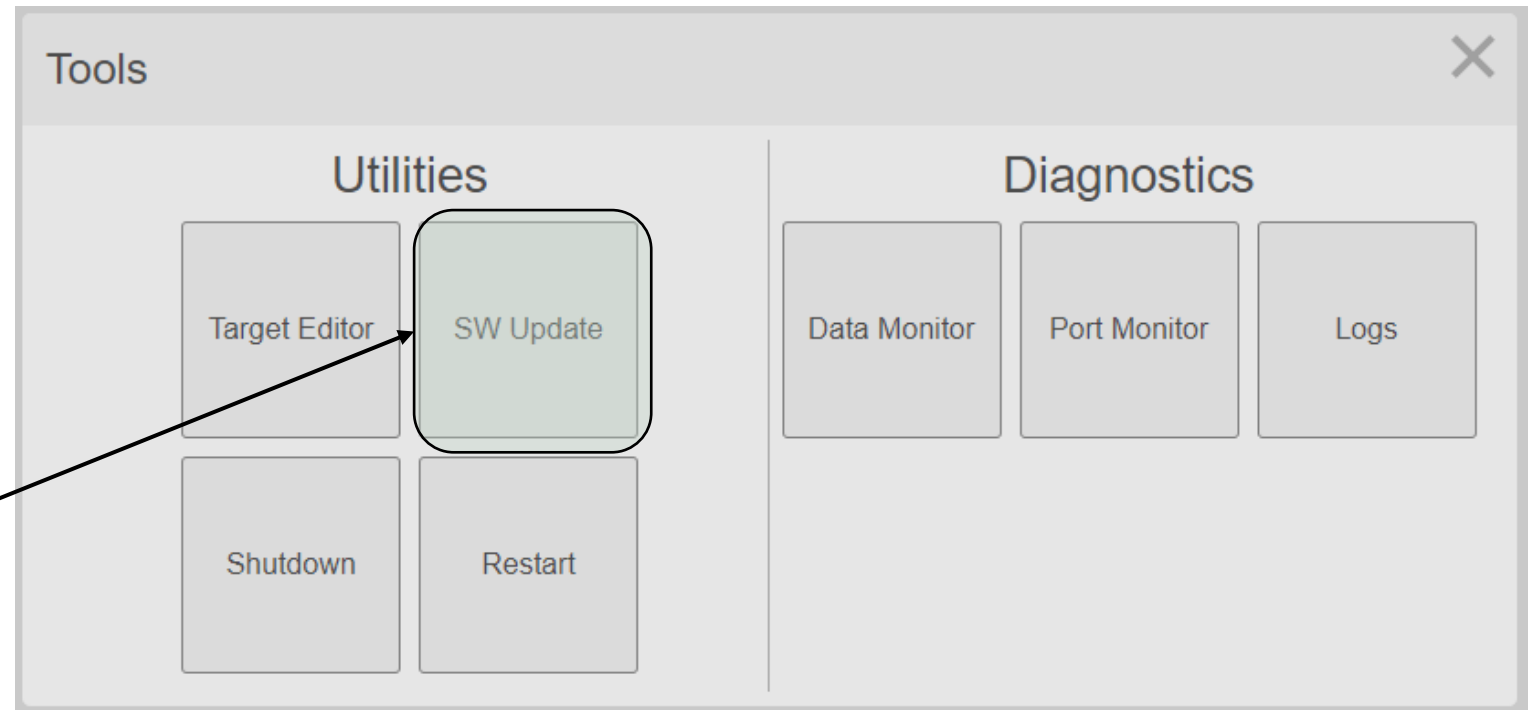 Tools
Utilities
Diagnostics
Target Editor
SW Update
Data Monitor
Port Monitor
Logs
Shutdown
Restart